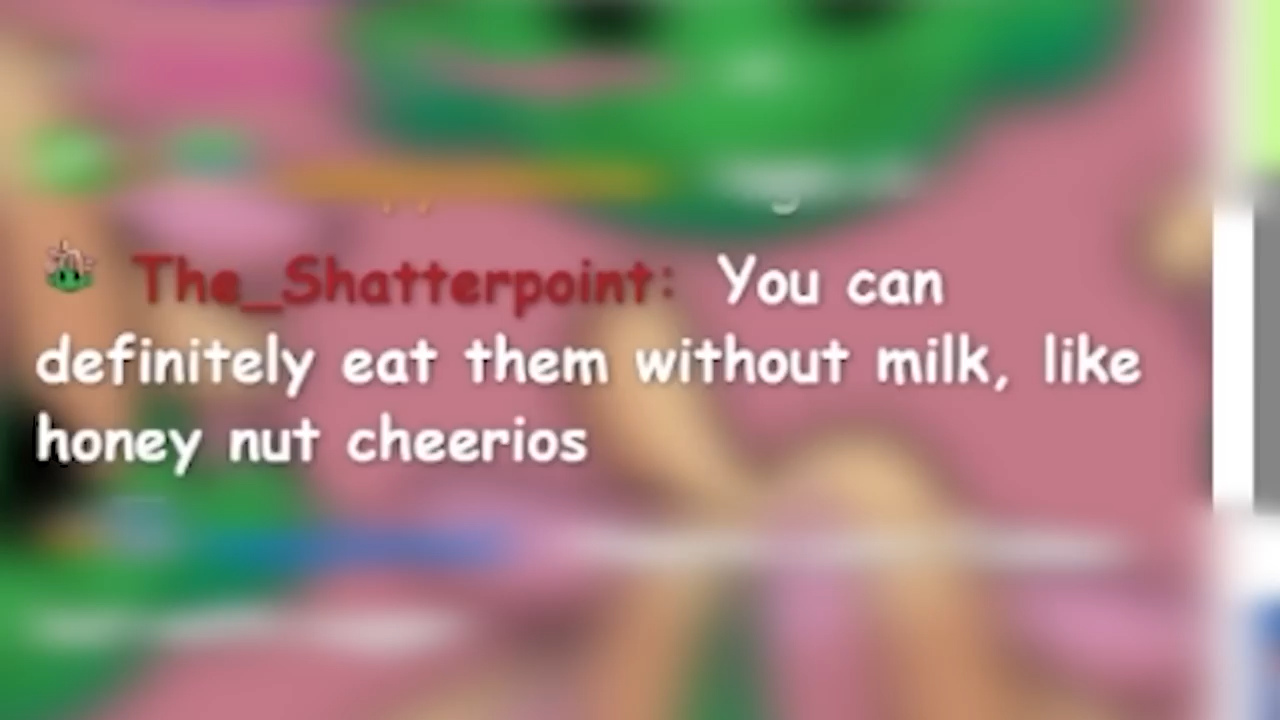 The_Shatterpoint: You can
definitely eat them without milk, like
honey nut cheerios